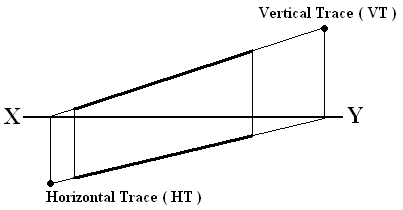 Vertical Trace ( VT )
X
Y
Horizontal Trace ( HT )